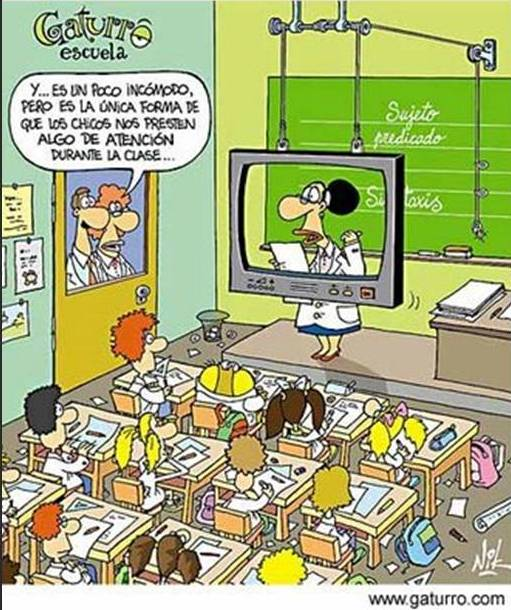 Gaturro
escuela
Y... ES UN POCO INCÓMODO,
PERO ES LA ÚNICA FORMA DE
QUE LOS CHICOS NOS PRESTEN
ALGO DE ATENCIÓN
DURANTE LA CLASE...
Sujeto
predicado
Sintaxis
Nik
www.gaturro.com